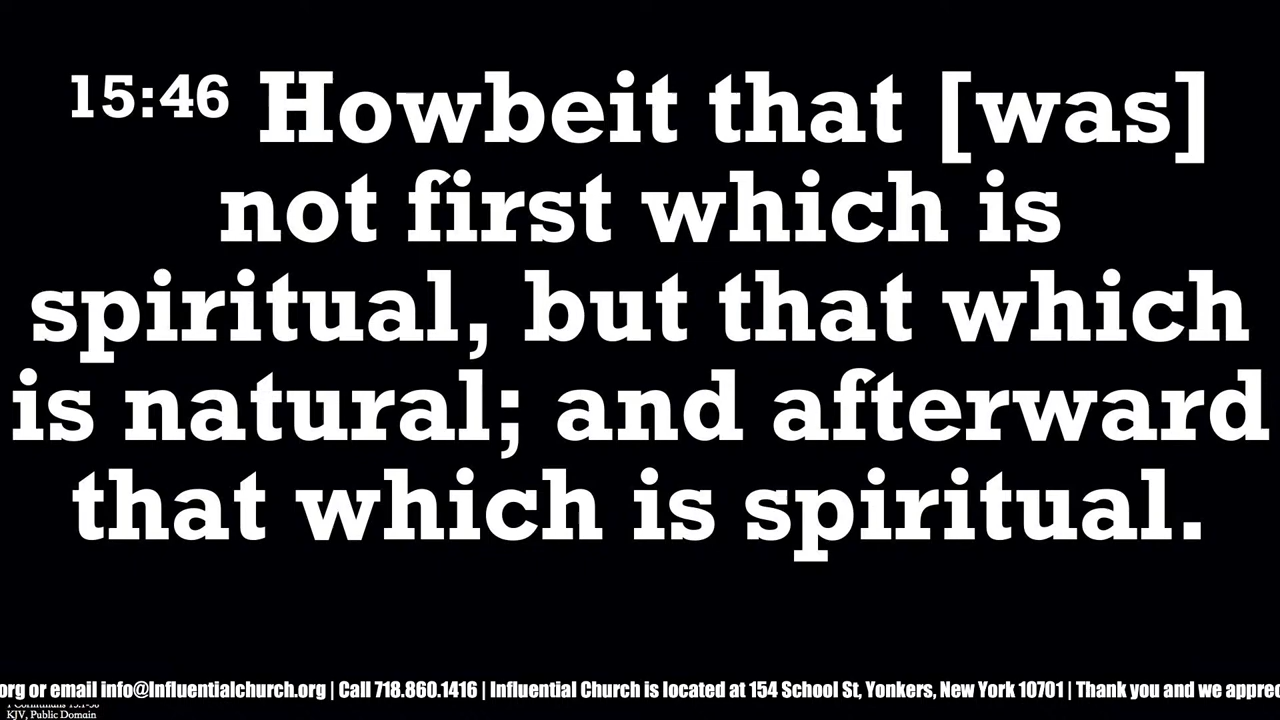 15:46 Howbeit that [was]
not first which is
spiritual, but that which
is natural; and afterward
that which is spiritual.
org or email info@Influentialchurch.org | Call 718.860.1416 | Influential Church is located at 154 School St, Yonkers, New York 10701 | Thank you and we apprec
KJV, Public Domain